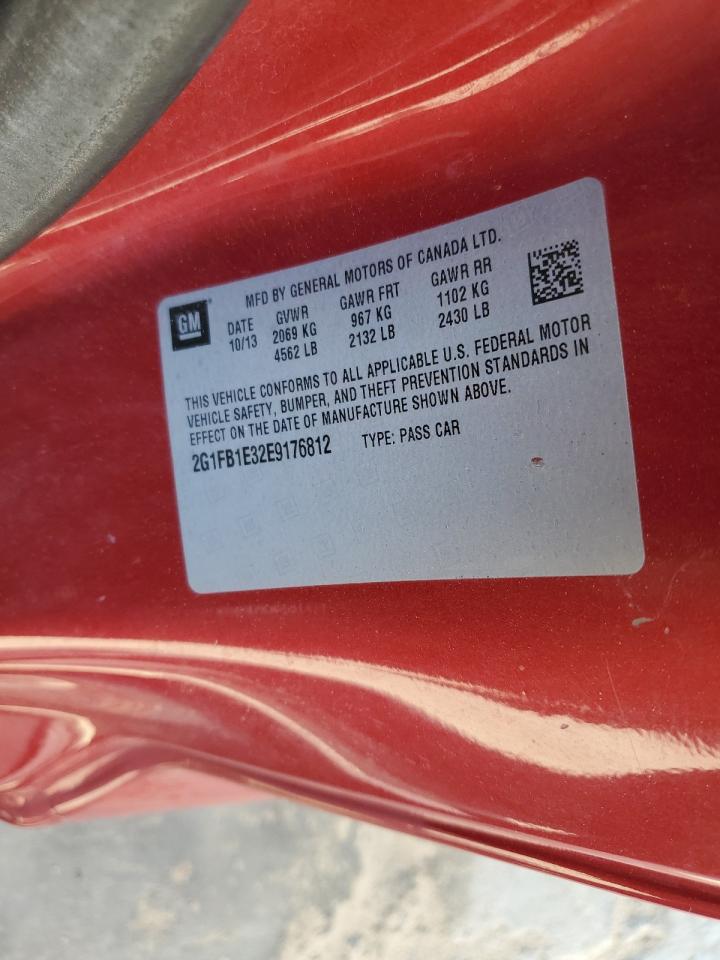 GM
MFD BY GENERAL MOTORS OF CANADA LTD.
DATE GVWR GAWR FRT GAWR RR
10/13 2069 KG 967 KG 1102 KG
4562 LB 2132 LB 2430 LB
THIS VEHICLE CONFORMS TO ALL APPLICABLE U.S. FEDERAL MOTOR
VEHICLE SAFETY, BUMPER, AND THEFT PREVENTION STANDARDS IN
EFFECT ON THE DATE OF MANUFACTURE SHOWN ABOVE.
2G1FB1E32E9176812 TYPE: PASS CAR